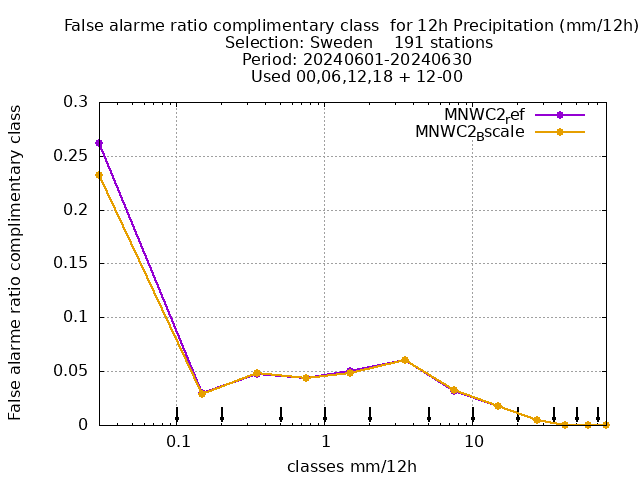 False alarme ratio complimentary class  for 12h Precipitation (mm/12h)
Selection: Sweden    191 stations
Period: 20240601-20240630
Used 00,06,12,18 + 12-00
MNWC2ref
MNWC2Bscale
0.3
0.25
0.2
0.15
0.1
0.05
0
0.1 1 10
classes mm/12h
False alarme ratio complimentary class